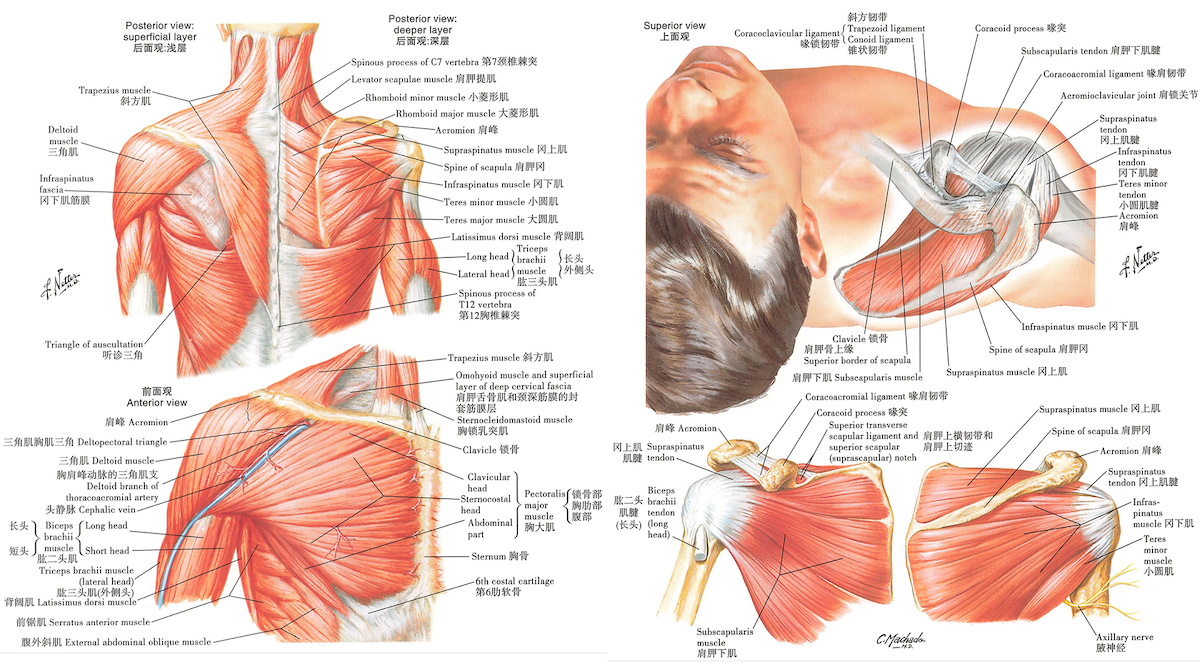 Posterior view:
superficial layer
后面观:浅层
Posterior view:
deeper layer
后面观:深层
Spinous process of C7 vertebra 第7颈椎棘突
Levator scapulae muscle 肩胛提肌
Rhomboid minor muscle 小菱形肌
Rhomboid major muscle 大菱形肌
Acromion 肩峰
Supraspinatus muscle 冈上肌
Spine of scapula 肩胛冈
Infraspinatus muscle 冈下肌
Teres minor muscle 小圆肌
Teres major muscle 大圆肌
Latissimus dorsi muscle 背阔肌
Long head
Lateral head
Triceps
brachii
muscle
肱三头肌
长头
外侧头
Spinous process of
T12 vertebra
第12胸椎棘突
Trapezius muscle
斜方肌
Deltoid
muscle
三角肌
Infraspinatus
fascia
冈下肌筋膜
Triangle of auscultation
听诊三角
F. Netter
M.D.
前面观
Anterior view
肩峰 Acromion
三角肌胸肌三角 Deltopectoral triangle
三角肌 Deltoid muscle
胸肩峰动脉的三角肌支
Deltoid branch of
thoracoacromial artery
头静脉 Cephalic vein
长头
短头
Biceps
brachii
muscle
肱二头肌
Long head
Short head
Triceps brachii muscle
(lateral head)
肱三头肌(外侧头)
背阔肌 Latissimus dorsi muscle
前锯肌 Serratus anterior muscle
腹外斜肌 External abdominal oblique muscle
Trapezius muscle 斜方肌
Omohyoid muscle and superficial
layer of deep cervical fascia
肩胛舌骨肌和颈深筋膜的封
套筋膜层
Sternocleidomastoid muscle
胸锁乳突肌
Clavicle 锁骨
Clavicular
head
Sternocostal
head
Abdominal
part
Pectoralis
major
muscle
胸大肌
锁骨部
胸肋部
腹部
Sternum 胸骨
6th costal cartilage
第6肋软骨
Superior view
上面观
Coracoclavicular ligament
喙锁韧带
斜方韧带
Trapezoid ligament
Conoid ligament
锥状韧带
Coracoid process 喙突
Subscapularis tendon 肩胛下肌腱
Coracoacromial ligament 喙肩韧带
Acromioclavicular joint 肩锁关节
Supraspinatus
tendon
冈上肌腱
Infraspinatus
tendon
冈下肌腱
Teres minor
tendon
小圆肌腱
Acromion
肩峰
F. Netter
M.D.
Infraspinatus muscle 冈下肌
Spine of scapula 肩胛冈
Supraspinatus muscle 冈上肌
Clavicle 锁骨
肩胛骨上缘
Superior border of scapula
肩胛下肌 Subscapularis muscle
Coracoacromial ligament 喙肩韧带
Coracoid process 喙突
Superior transverse
scapular ligament and
superior scapular
(suprascapular) notch
肩胛上横韧带和
肩胛上切迹
肩峰 Acromion
冈上肌
肌腱
Supraspinatus
tendon
肱二头
肌腱
(长头)
Biceps
brachii
tendon
(long
head)
Subscapularis
muscle
肩胛下肌
C. Machado
M.D.
Supraspinatus muscle 冈上肌
Spine of scapula 肩胛冈
Acromion 肩峰
Supraspinatus
tendon 冈上肌腱
Infra-
spinatus
muscle 冈下肌
Teres
minor
muscle
小圆肌
Axillary nerve
腋神经